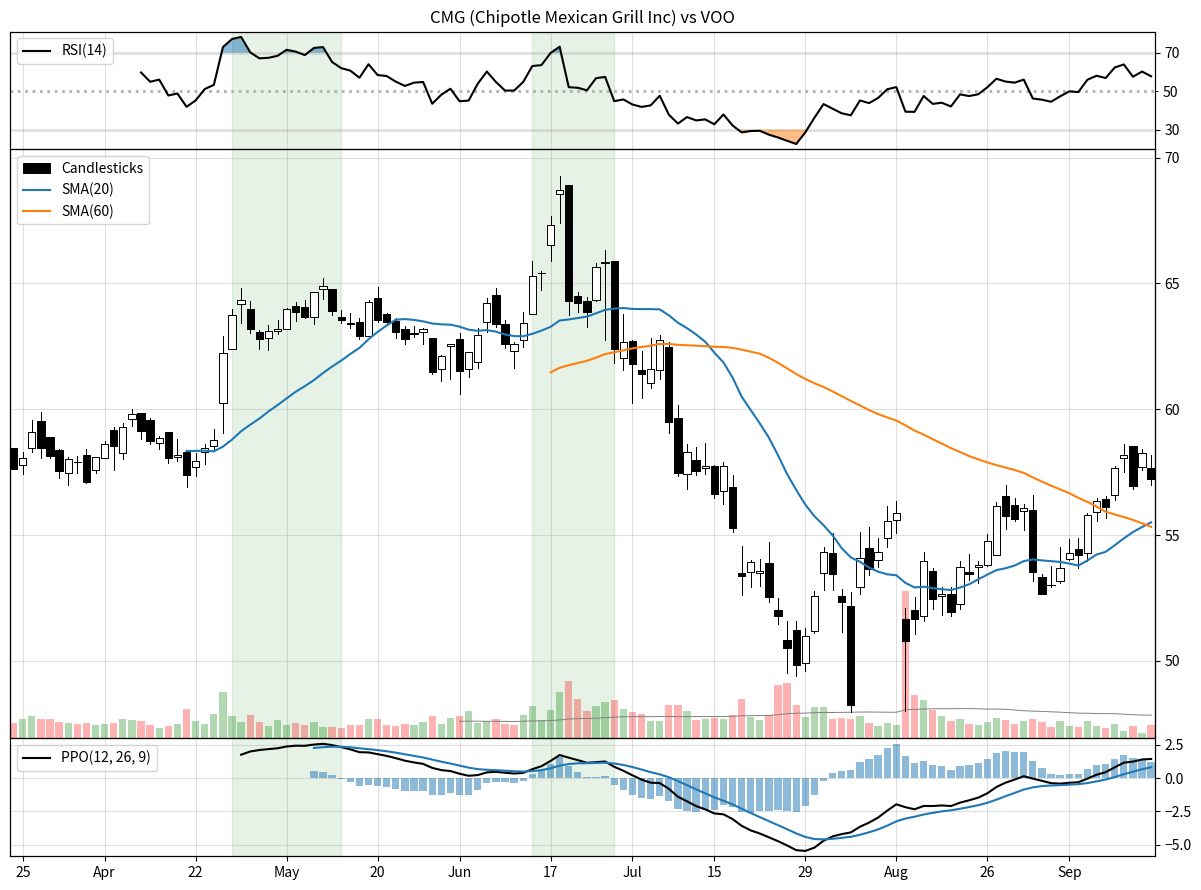 CMG (Chipotle Mexican Grill Inc) vs VOO
RSI(14)
70
50
30
Candlesticks
SMA(20)
SMA(60)
70
65
60
55
50
PPO(12, 26, 9)
2.5
0.0
−2.5
−5.0
25 Apr 22 May 20 Jun 17 Jul 15 29 Aug 26 Sep